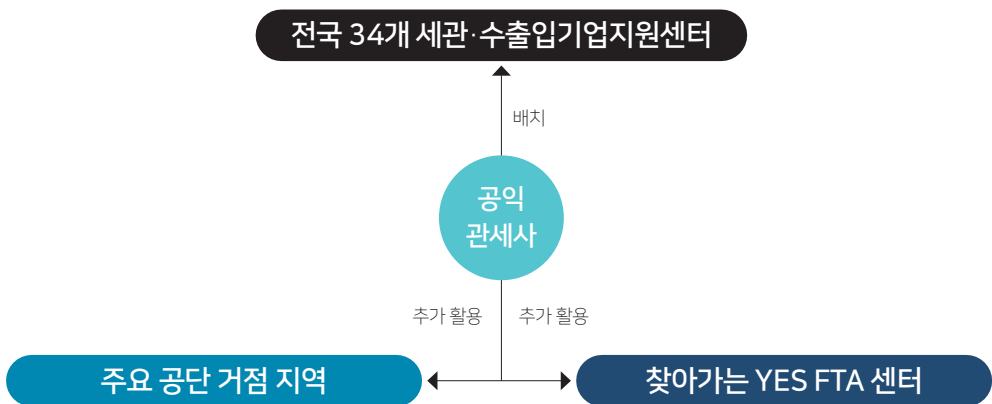 전국 34개 세관·수출입기업지원센터
배치
공익
관세사
추가 활용
추가 활용
주요 공단 거점 지역
찾아가는 YES FTA 센터